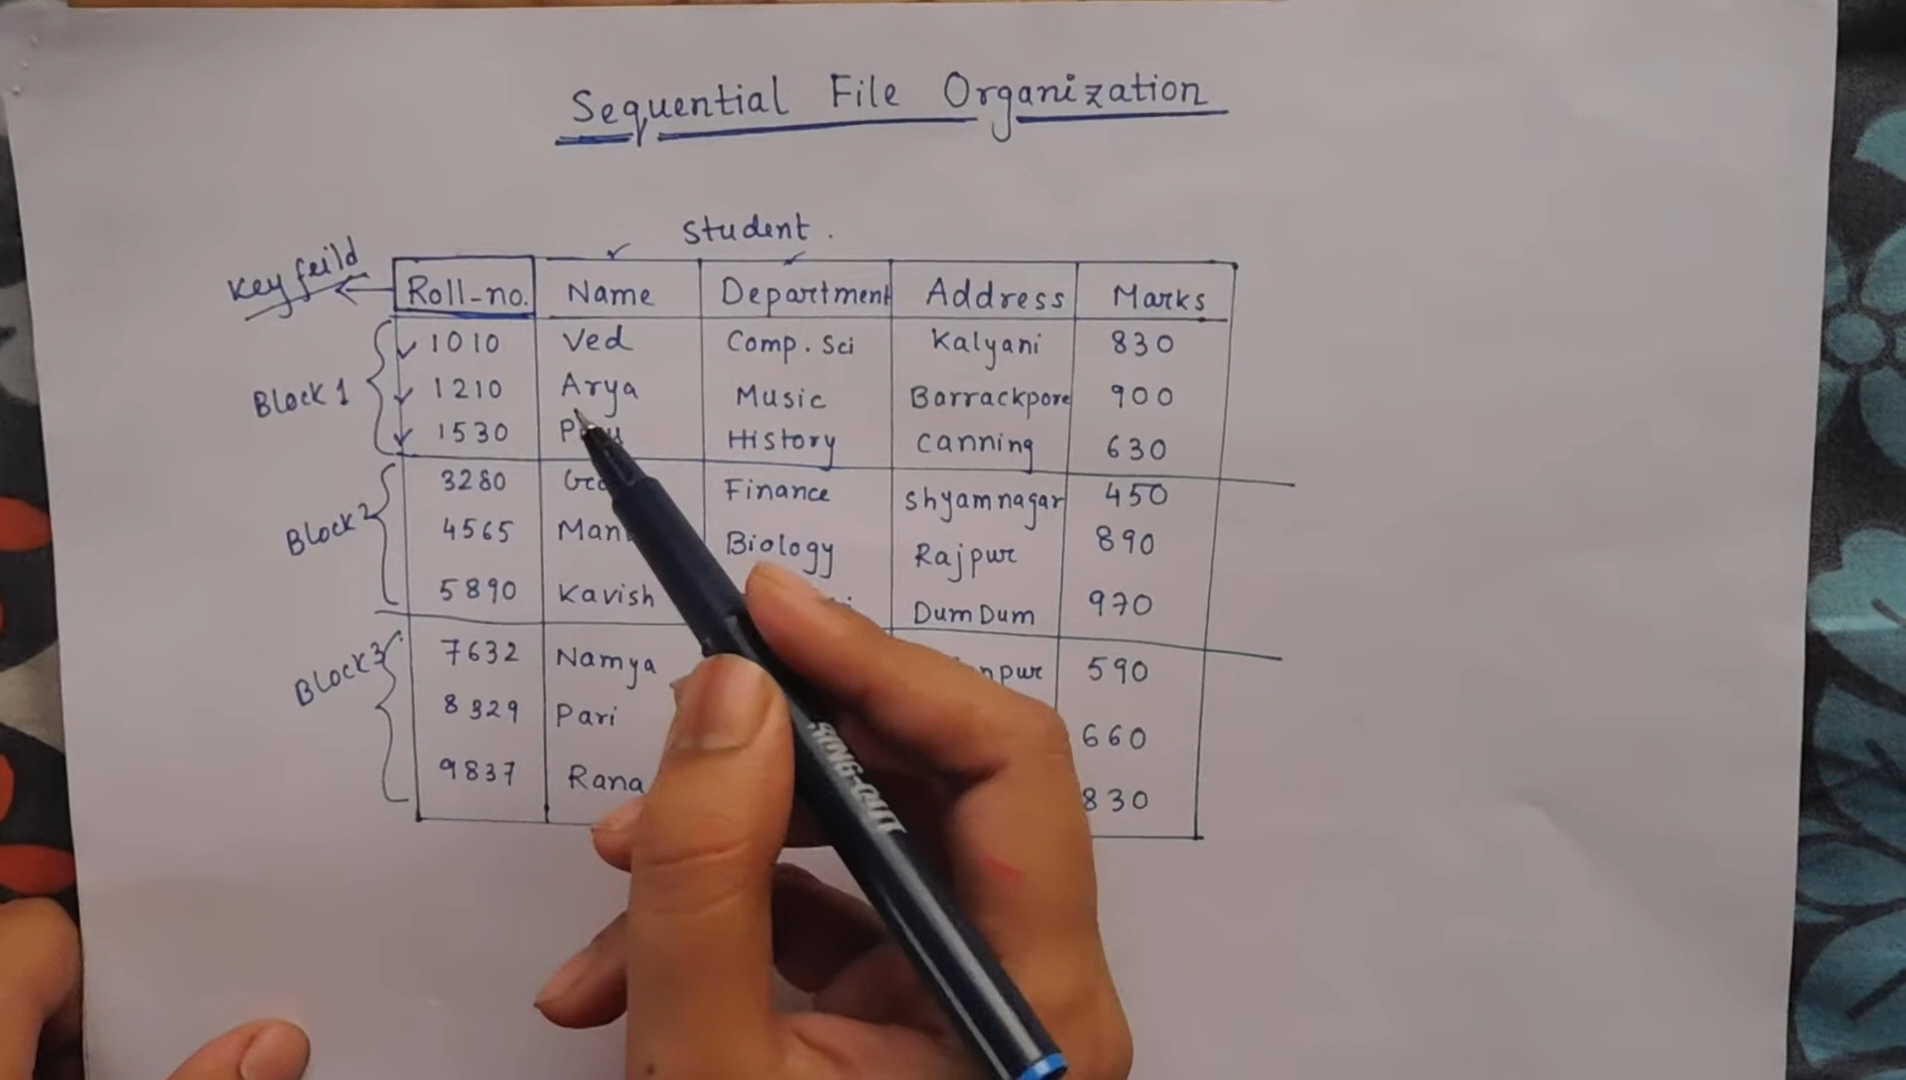 Sequential File Organization
Student.
Key feild
Roll-no. Name Department Address Marks
Block 1
1010 Ved Comp. Sci Kalyani 830
1210 Arya Music Barrackpore 900
1530 History Canning 630
Block 2
3280 Finance Shyamnagar 450
4565 Biology Rajpur 890
5890 Kavish DumDum 970
Block 3
7632 Namya 590
8329 Pari 660
9837 Rana 830